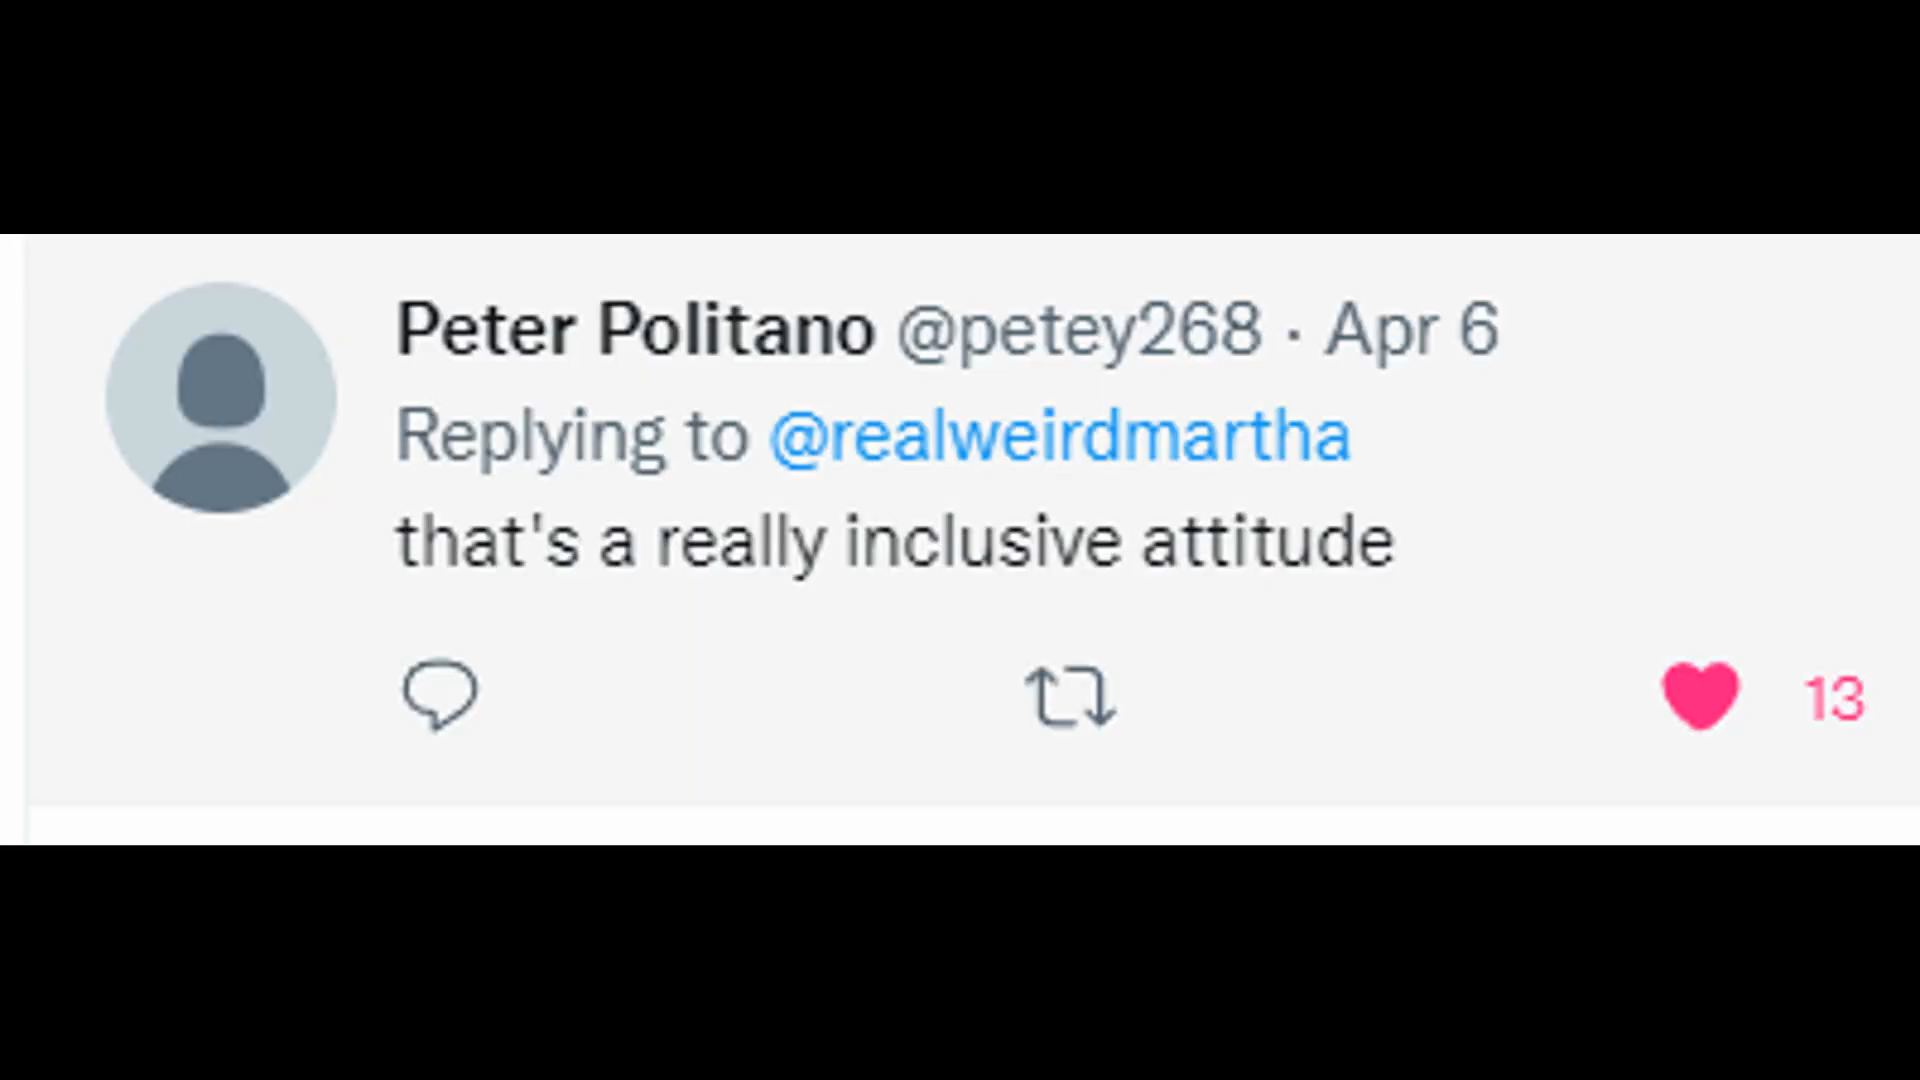 Peter Politano @petey268 · Apr 6
Replying to @realweirdmartha
that's a really inclusive attitude
13